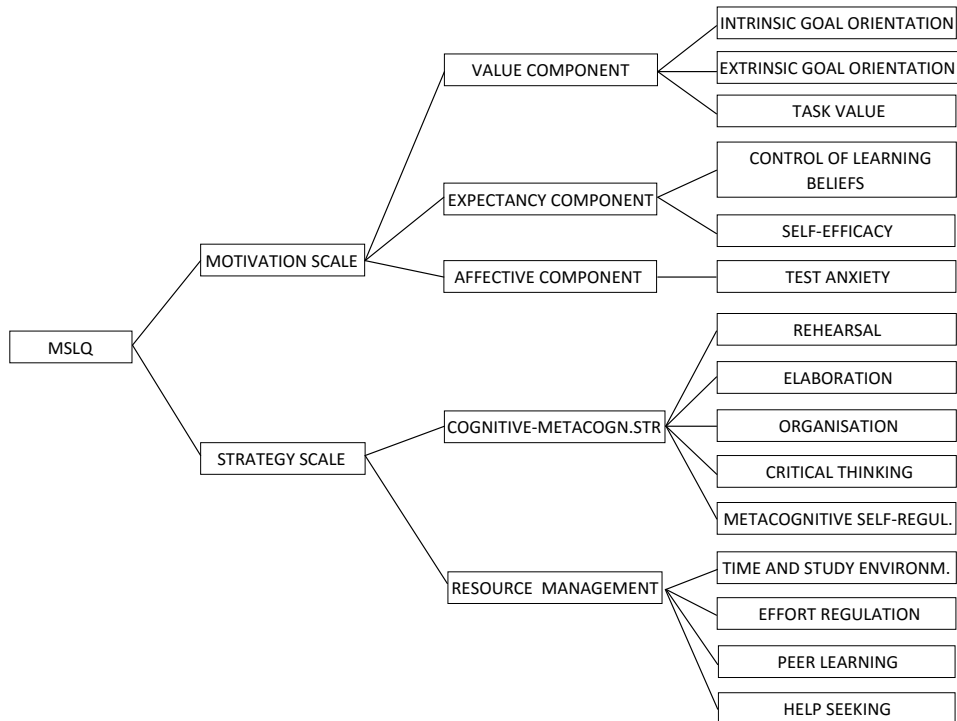 INTRINSIC GOAL ORIENTATION
VALUE COMPONENT
EXTRINSIC GOAL ORIENTATION
TASK VALUE
CONTROL OF LEARNING
BELIEFS
EXPECTANCY COMPONENT
SELF-EFFICACY
MOTIVATION SCALE
AFFECTIVE COMPONENT
TEST ANXIETY
MSLQ
REHEARSAL
ELABORATION
COGNITIVE-METACOGN.STR
ORGANISATION
STRATEGY SCALE
CRITICAL THINKING
METACOGNITIVE SELF-REGUL.
TIME AND STUDY ENVIRONM.
RESOURCE MANAGEMENT
EFFORT REGULATION
PEER LEARNING
HELP SEEKING